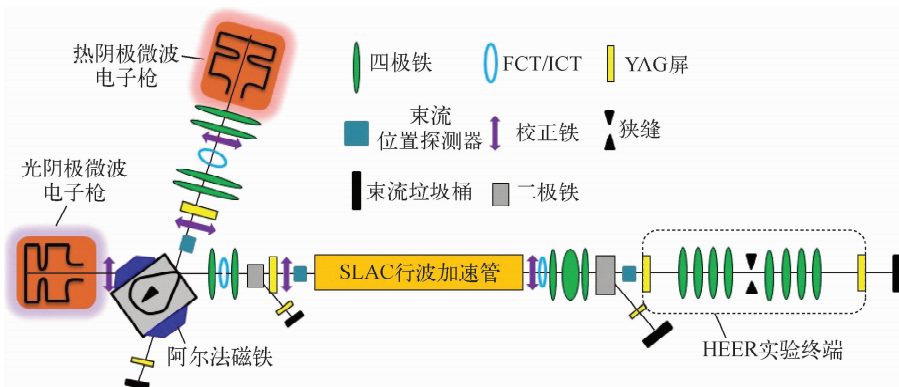 热阴极微波
电子枪
四极铁
FCT/ICT
YAG屏
束流
位置探测器
校正铁
狭缝
光阴极微波
电子枪
束流垃圾桶
二极铁
SLAC行波加速管
阿尔法磁铁
HEER实验终端